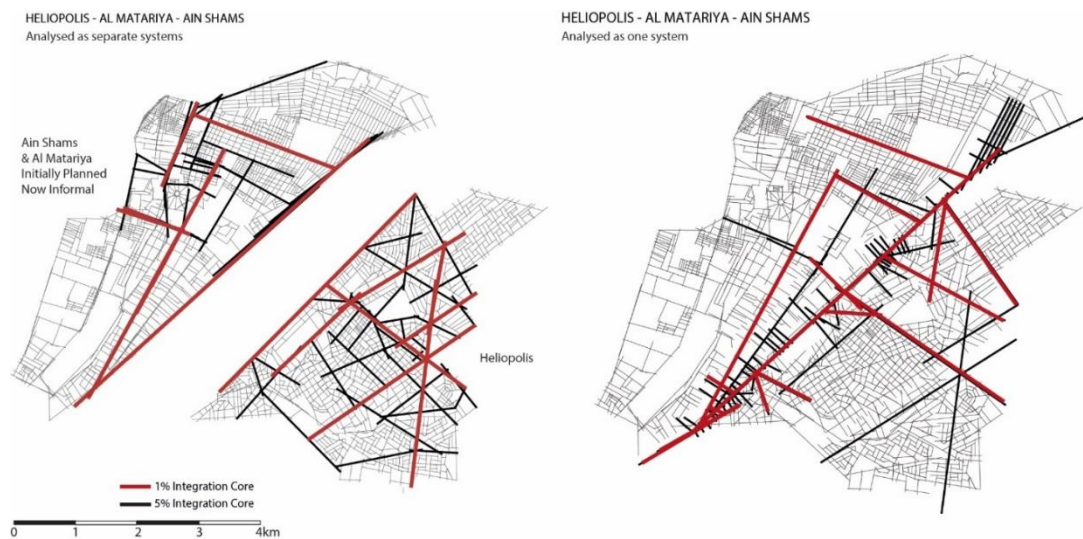 HELIOPOLIS - AL MATARIYA - AIN SHAMS
Analysed as separate systems
Ain Shams
& Al Matariya
Initially Planned
Now Informal
Heliopolis
1% Integration Core
5% Integration Core
0 1 2 3 4km
HELIOPOLIS - AL MATARIYA - AIN SHAMS
Analysed as one system